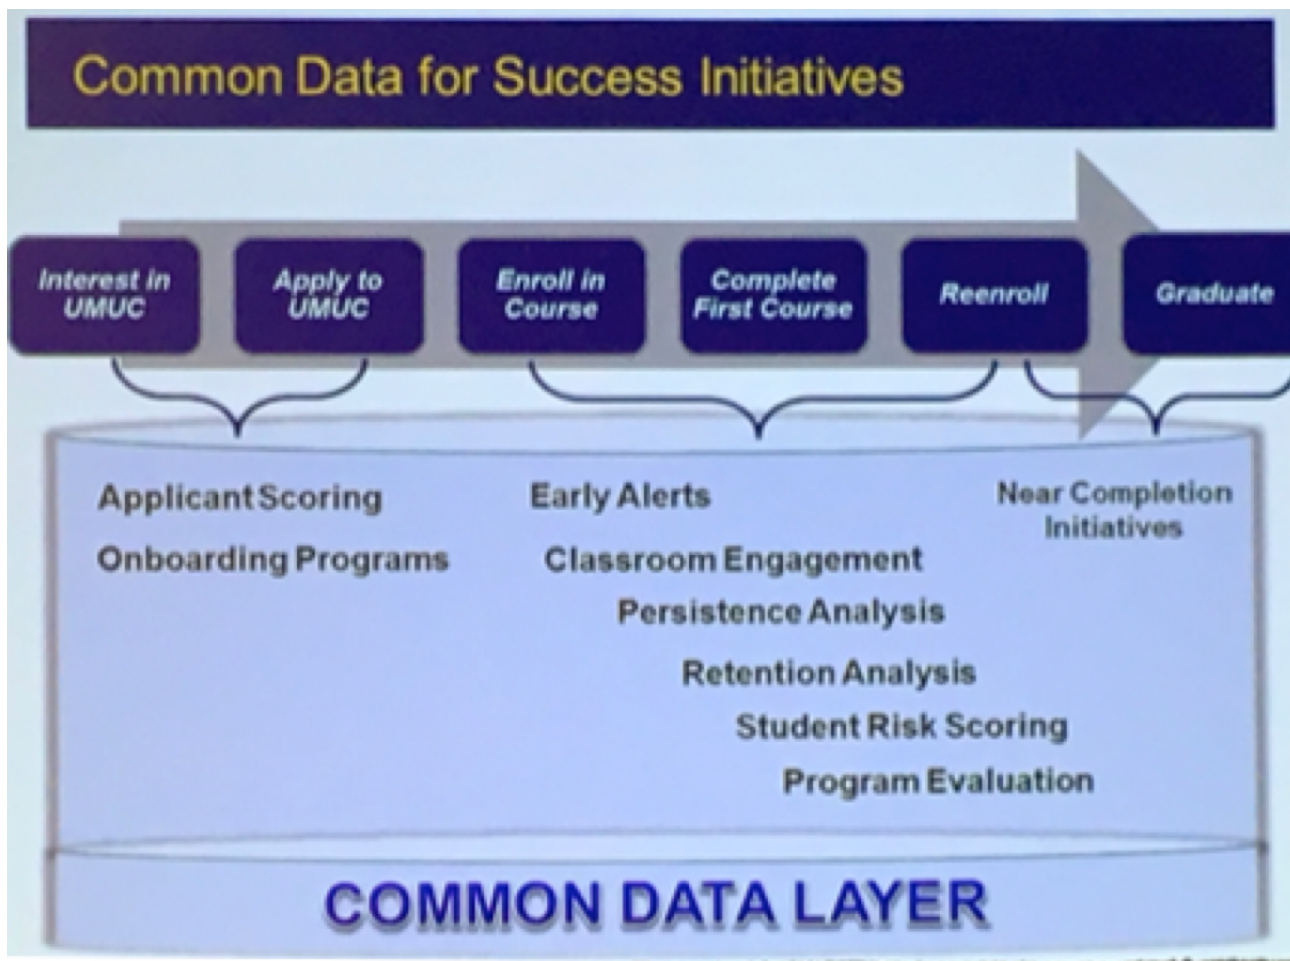 Common Data for Success Initiatives
Interest in
UMUC
Apply to
UMUC
Enroll in
Course
Complete
First Course
Reenroll
Graduate
Applicant Scoring
Onboarding Programs
Early Alerts
Classroom Engagement
Persistence Analysis
Retention Analysis
Student Risk Scoring
Program Evaluation
Near Completion
Initiatives
COMMON DATA LAYER